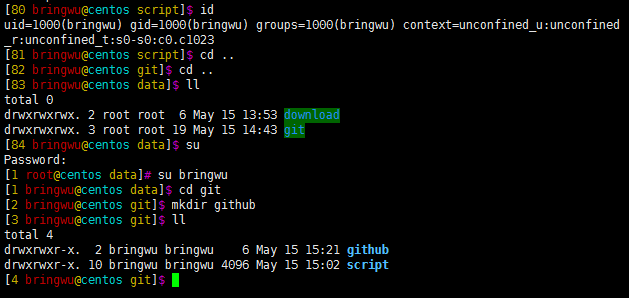 [80 bringwu@centos script]$ id
uid=1000(bringwu) gid=1000(bringwu) groups=1000(bringwu) context=unconfined_u:unconfined
_r:unconfined_t:s0-s0:c0.c1023
[81 bringwu@centos script]$ cd ..
[82 bringwu@centos git]$ cd ..
[83 bringwu@centos data]$ ll
total 0
drwxrwxrwx. 2 root root  6 May 15 13:53 download
drwxrwxrwx. 3 root root 19 May 15 14:43 git
[84 bringwu@centos data]$ su
Password:
[1 root@centos data]# su bringwu
[1 bringwu@centos data]$ cd git
[2 bringwu@centos git]$ mkdir github
[3 bringwu@centos git]$ ll
total 4
drwxrwxr-x.  2 bringwu bringwu    6 May 15 15:21 github
drwxrwxr-x. 10 bringwu bringwu 4096 May 15 15:02 script
[4 bringwu@centos git]$